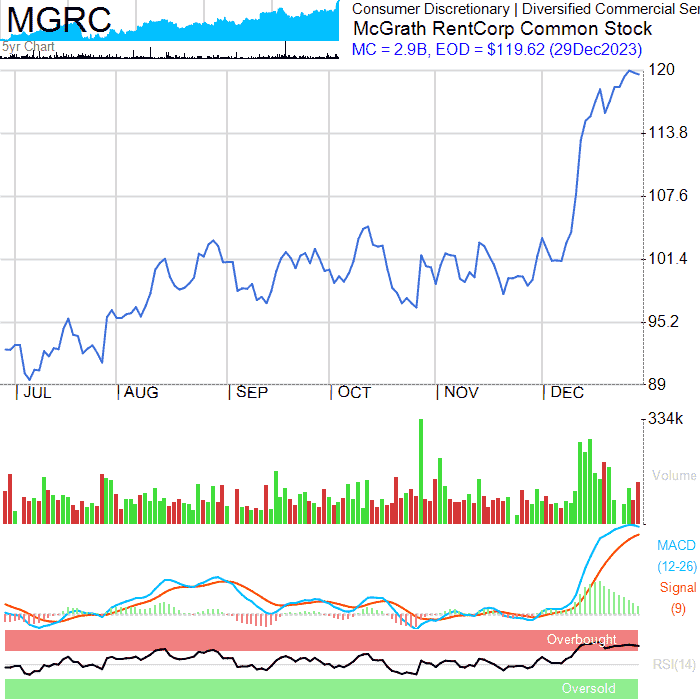 MGRC
5yr Chart
Consumer Discretionary | Diversified Commercial Ser
McGrath RentCorp Common Stock
MC = 2.9B, EOD = $119.62 (29Dec2023)
120
113.8
107.6
101.4
95.2
89
| JUL | AUG | SEP | OCT | NOV | DEC
334k
Volume
MACD
(12-26)
Signal
(9)
Overbought
RSI(14)
Oversold